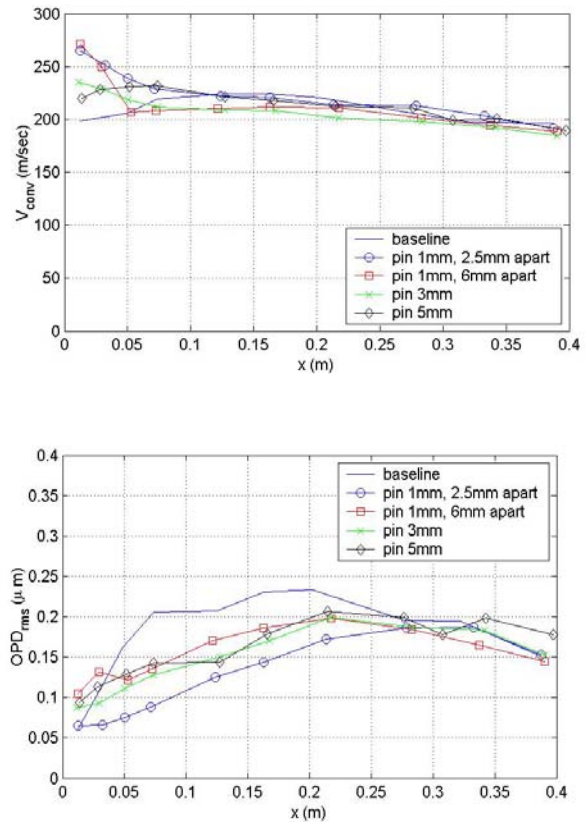 300
250
200
150
100
50
0
V_conv (m/sec)
baseline
pin 1mm, 2.5mm apart
pin 1mm, 6mm apart
pin 3mm
pin 5mm
0 0.05 0.1 0.15 0.2 0.25 0.3 0.35 0.4
x (m)
0.4
0.35
0.3
0.25
0.2
0.15
0.1
0.05
0
OPD_rms (μ m)
baseline
pin 1mm, 2.5mm apart
pin 1mm, 6mm apart
pin 3mm
pin 5mm
0 0.05 0.1 0.15 0.2 0.25 0.3 0.35 0.4
x (m)